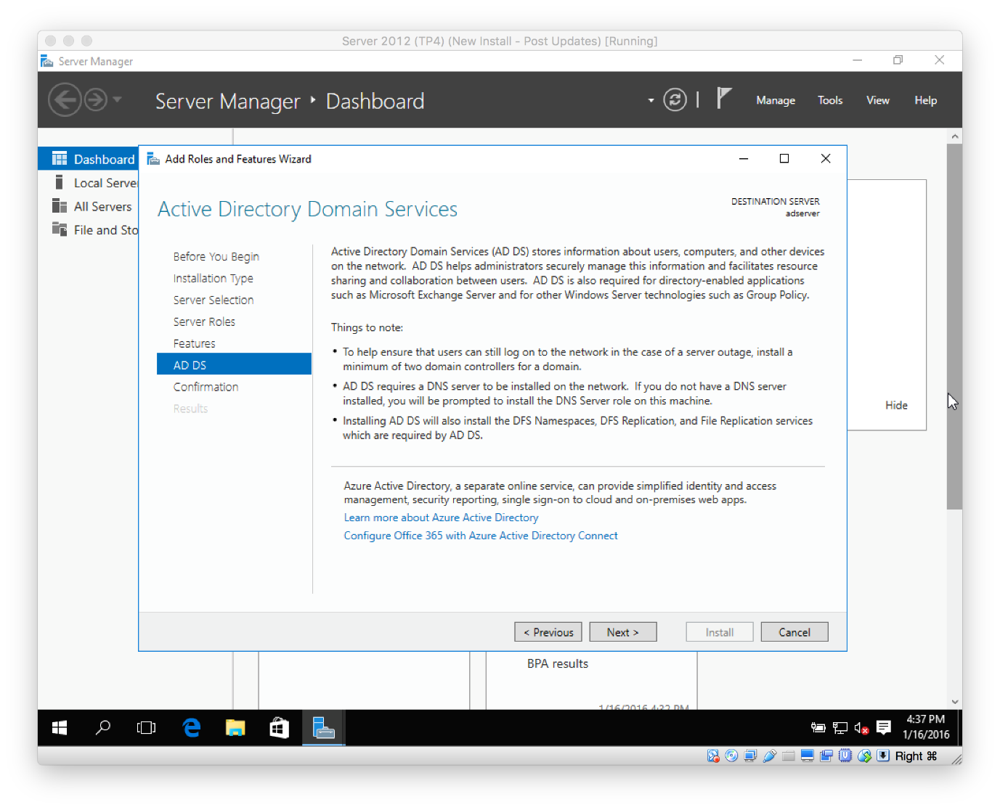 Server 2012 (TP4) (New Install - Post Updates) [Running]
Server Manager
Server Manager ‣ Dashboard
Manage
Tools
View
Help
Dashboard
Local Serve
All Servers
File and Sto
Add Roles and Features Wizard
Active Directory Domain Services
DESTINATION SERVER
adserver
Before You Begin
Installation Type
Server Selection
Server Roles
Features
AD DS
Confirmation
Results
Active Directory Domain Services (AD DS) stores information about users, computers, and other devices
on the network.  AD DS helps administrators securely manage this information and facilitates resource
sharing and collaboration between users.  AD DS is also required for directory-enabled applications
such as Microsoft Exchange Server and for other Windows Server technologies such as Group Policy.
Things to note:
• To help ensure that users can still log on to the network in the case of a server outage, install a
minimum of two domain controllers for a domain.
• AD DS requires a DNS server to be installed on the network.  If you do not have a DNS server
installed, you will be prompted to install the DNS Server role on this machine.
• Installing AD DS will also install the DFS Namespaces, DFS Replication, and File Replication services
which are required by AD DS.
Azure Active Directory, a separate online service, can provide simplified identity and access
management, security reporting, single sign-on to cloud and on-premises web apps.
Learn more about Azure Active Directory
Configure Office 365 with Azure Active Directory Connect
Hide
< Previous
Next >
Install
Cancel
BPA results
1/16/2016 4:32 PM
4:37 PM
1/16/2016
Right ⌘